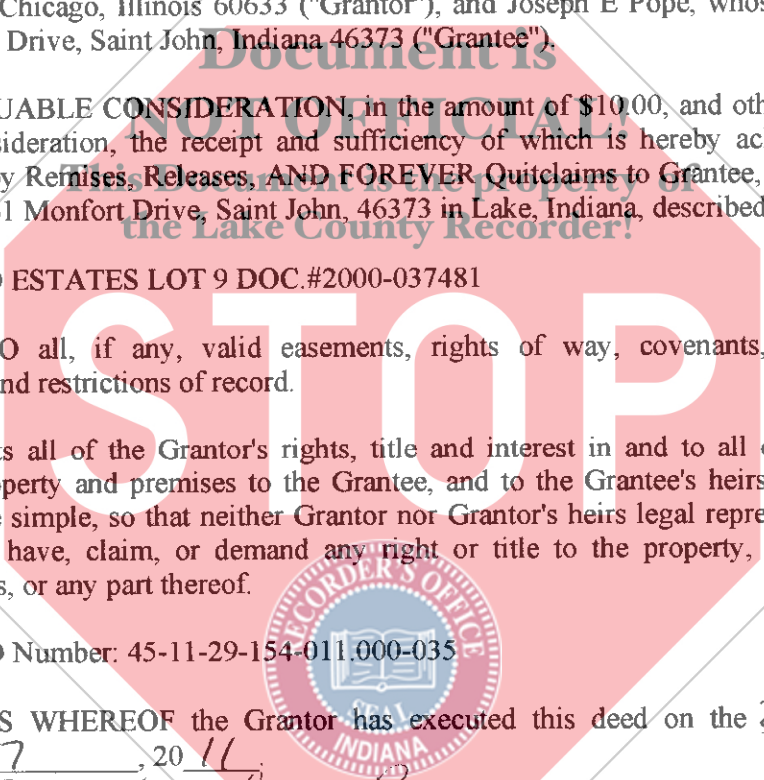 Chicago, Illinois 60633 ("Grantor"), and Joseph E Pope, whos
Drive, Saint John, Indiana 46373 ("Grantee").
Document is
UABLE CONSIDERATION, in the amount of $10.00, and oth
NOT OFFICIAL!
sideration, the receipt and sufficiency of which is hereby ac
This Document is the property of
y Remises, Releases, AND FOREVER Quitclaims to Grantee,
1 Monfort Drive, Saint John, 46373 in Lake, Indiana, described
the Lake County Recorder!
ESTATES LOT 9 DOC.#2000-037481
STOP
O all, if any, valid easements, rights of way, covenants,
nd restrictions of record.
ts all of the Grantor's rights, title and interest in and to all
operty and premises to the Grantee, and to the Grantee's heirs
simple, so that neither Grantor nor Grantor's heirs legal repre
have, claim, or demand any right or title to the property,
s, or any part thereof.
RECORDER'S OFFICE
Number: 45-11-29-154-011.000-035
SEAL
INDIANA
S WHEREOF the Grantor has executed this deed on the
7, 20 11;